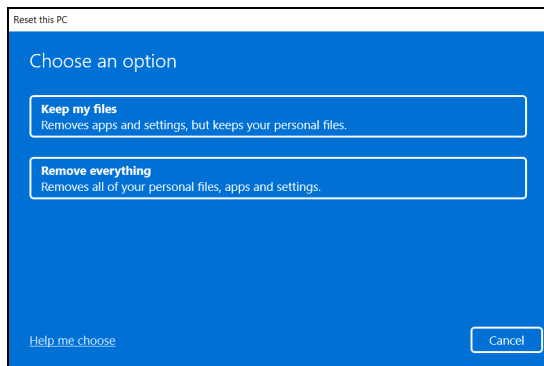 Reset this PC
Choose an option
Keep my files
Removes apps and settings, but keeps your personal files.
Remove everything
Removes all of your personal files, apps and settings.
Help me choose
Cancel